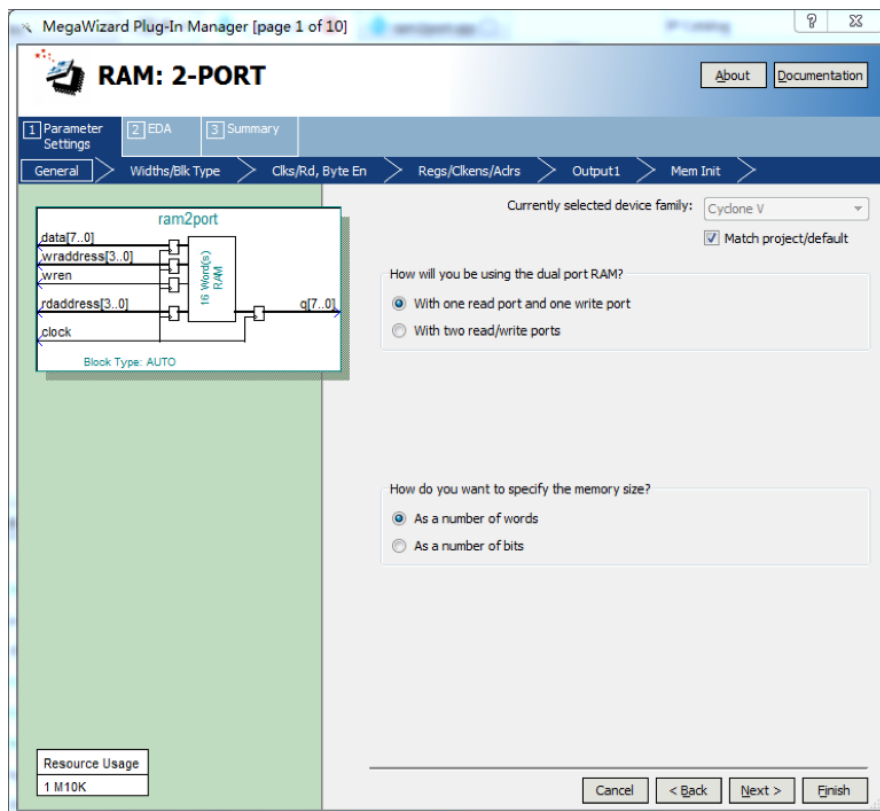 MegaWizard Plug-In Manager [page 1 of 10]
RAM: 2-PORT
About
Documentation
1 Parameter Settings
2 EDA
3 Summary
General
Widths/Blk Type
Clks/Rd, Byte En
Regs/Clkens/Adrs
Output1
Mem Init
ram2port
data[7..0]
wraddress[3..0]
wren
rdaddress[3..0]
clock
16 Word(s)
RAM
q[7..0]
Block Type: AUTO
Currently selected device family:
Cyclone V
Match project/default
How will you be using the dual port RAM?
With one read port and one write port
With two read/write ports
How do you want to specify the memory size?
As a number of words
As a number of bits
Resource Usage
1 M10K
Cancel
< Back
Next >
Finish